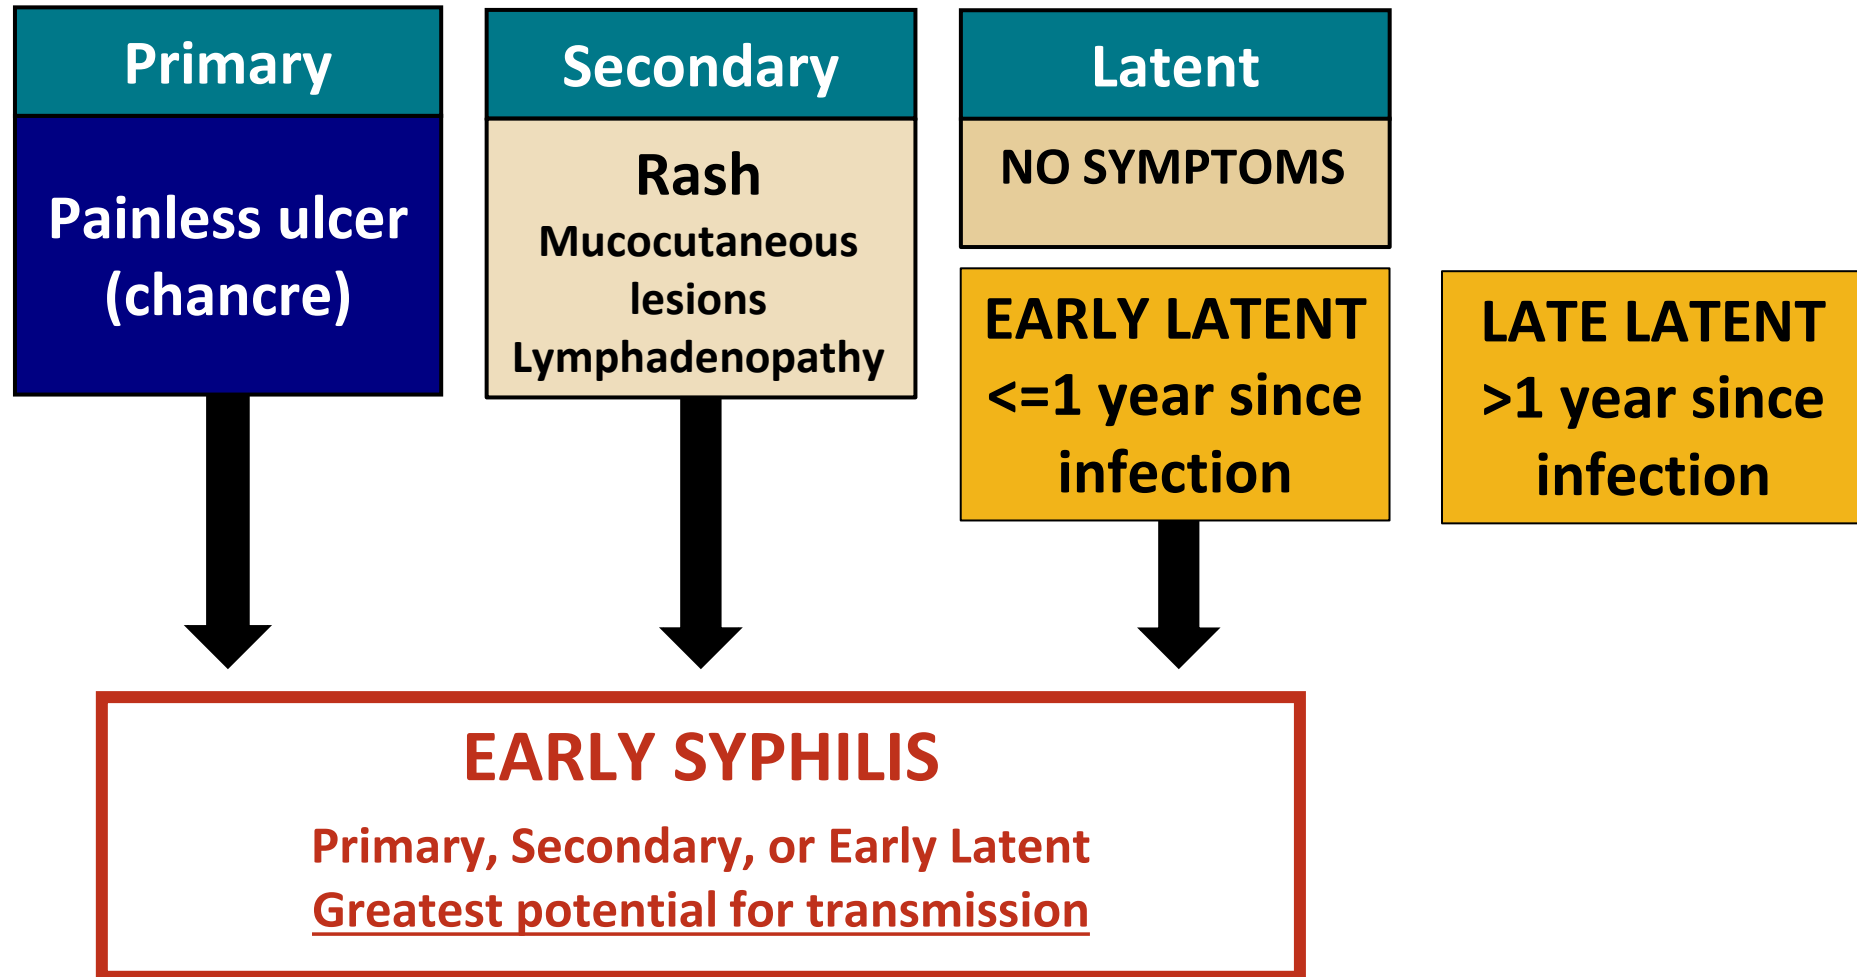 Primary
Painless ulcer
(chancre)
Secondary
Rash
Mucocutaneous
lesions
Lymphadenopathy
Latent
NO SYMPTOMS
EARLY LATENT
<=1 year since
infection
LATE LATENT
>1 year since
infection
EARLY SYPHILIS
Primary, Secondary, or Early Latent
Greatest potential for transmission